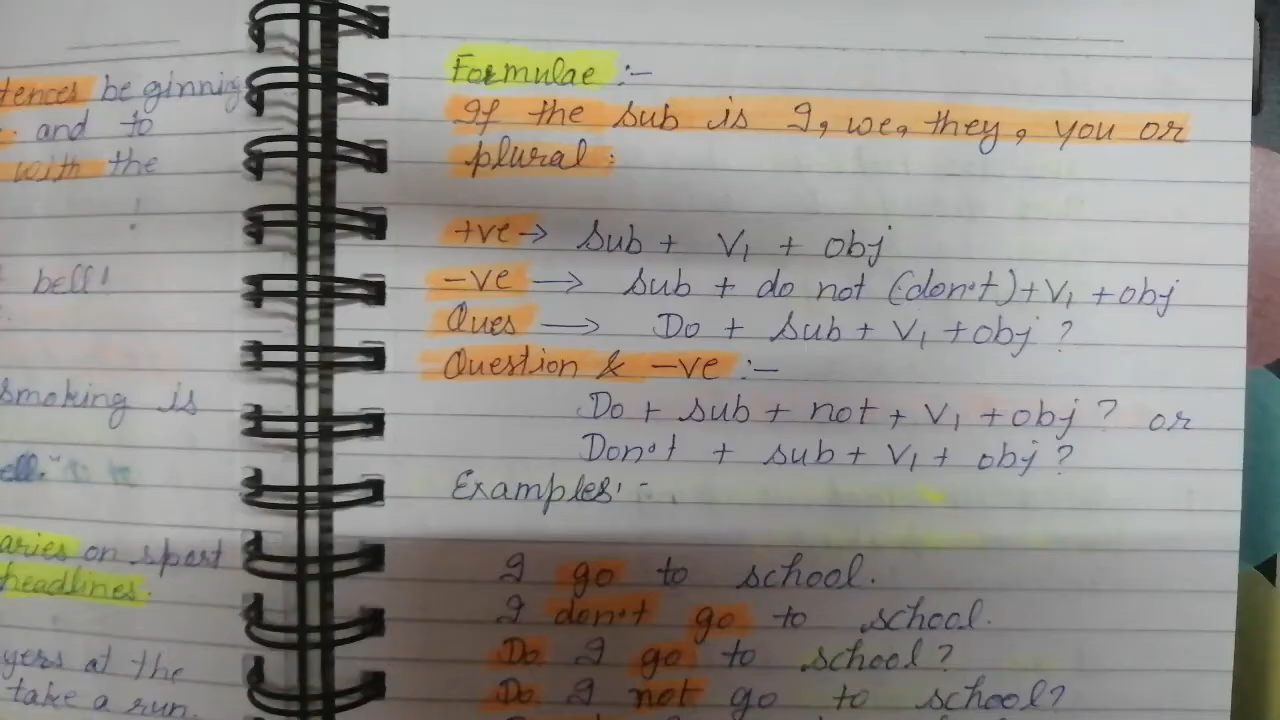 tences beginning
and to
with the
!
bell!
smoking is
ell."
aries on spart
headlines.
yers at the
take a run.
Formulae :-
If the sub is I, we, they, you or
plural :
+ve → Sub + V1 + obj
-ve → Sub + do not (don't) + V1 + obj
Ques → Do + Sub + V1 + obj ?
Question & -ve :-
Do + sub + not + V1 + obj ? or
Don't + sub + V1 + obj ?
Examples :-
I go to school.
I don't go to school.
Do I go to school?
Do I not go to school?